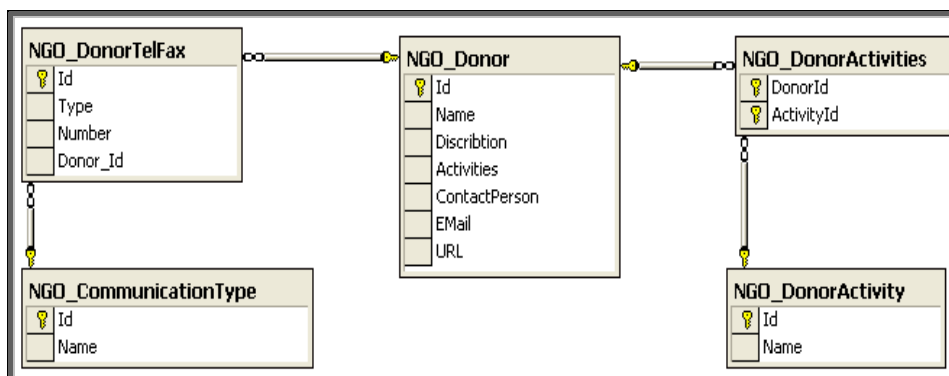 NGO_DonorTelFax
Id
Type
Number
Donor_Id
NGO_Donor
Id
Name
Discribtion
Activities
ContactPerson
EMail
URL
NGO_DonorActivities
DonorId
ActivityId
NGO_CommunicationType
Id
Name
NGO_DonorActivity
Id
Name